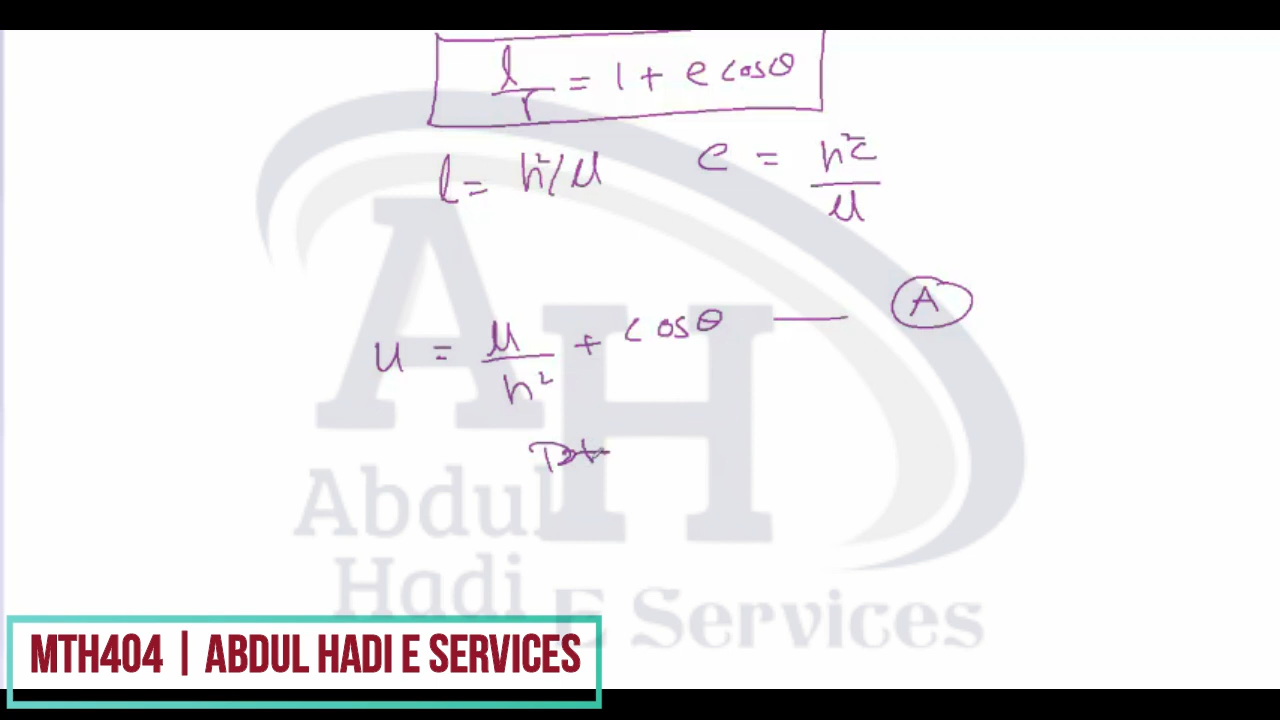 l/r = 1 + e cosθ
l = h²/μ e = h²c/μ
u = μ/h² + cosθ —— A
Abdul
Hadi E Services
MTH404 | ABDUL HADI E SERVICES